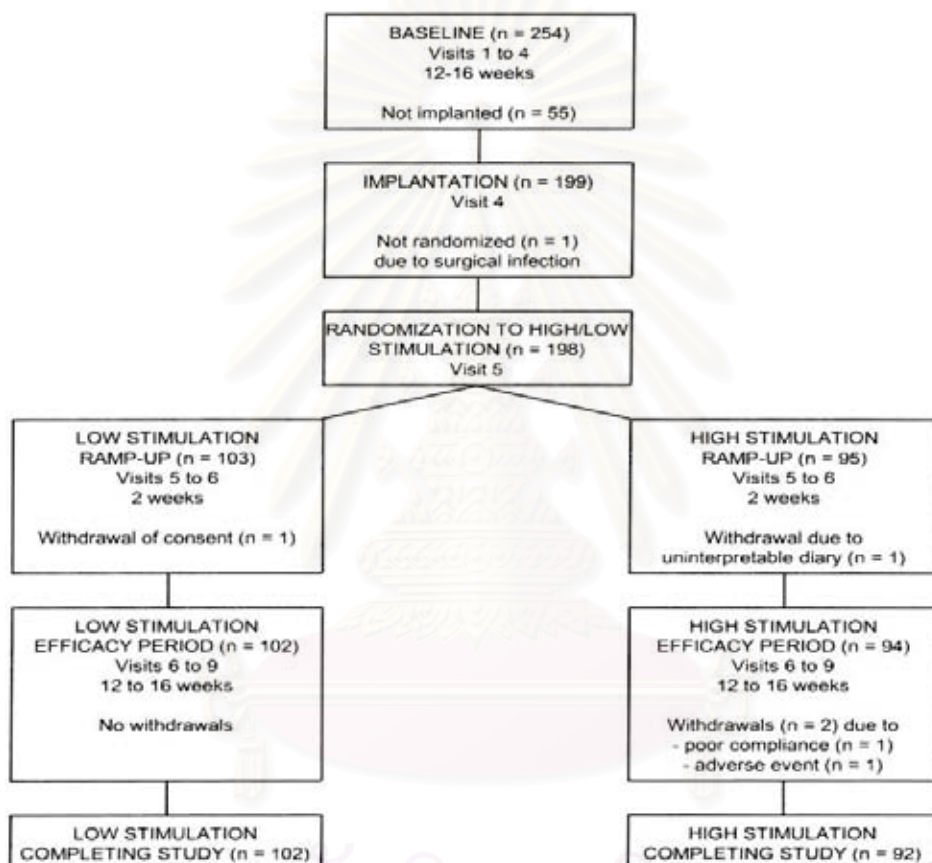 BASELINE (n = 254)
Visits 1 to 4
12-16 weeks
Not implanted (n = 55)
IMPLANTATION (n = 199)
Visit 4
Not randomized (n = 1)
due to surgical infection
RANDOMIZATION TO HIGH/LOW
STIMULATION (n = 198)
Visit 5
LOW STIMULATION
RAMP-UP (n = 103)
Visits 5 to 6
2 weeks
Withdrawal of consent (n = 1)
HIGH STIMULATION
RAMP-UP (n = 95)
Visits 5 to 6
2 weeks
Withdrawal due to
uninterpretable diary (n = 1)
LOW STIMULATION
EFFICACY PERIOD (n = 102)
Visits 6 to 9
12 to 16 weeks
No withdrawals
HIGH STIMULATION
EFFICACY PERIOD (n = 94)
Visits 6 to 9
12 to 16 weeks
Withdrawals (n = 2) due to
- poor compliance (n = 1)
- adverse event (n = 1)
LOW STIMULATION
COMPLETING STUDY (n = 102)
HIGH STIMULATION
COMPLETING STUDY (n = 92)